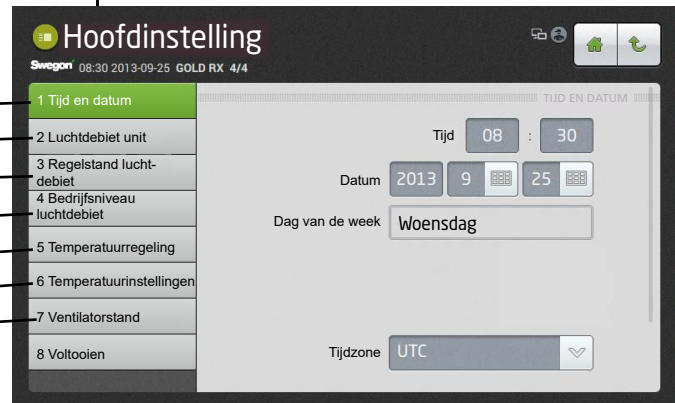 Hoofdinstelling
Swegon 08:30 2013-09-25 GOLD RX 4/4
1 Tijd en datum
2 Luchtdebiet unit
3 Regelstand lucht-
debiet
4 Bedrijfsniveau
luchtdebiet
5 Temperatuurregeling
6 Temperatuurinstellingen
7 Ventilatorstand
8 Voltooien
TIJD EN DATUM
Tijd 08 : 30
Datum 2013 9 25
Dag van de week Woensdag
Tijdzone UTC